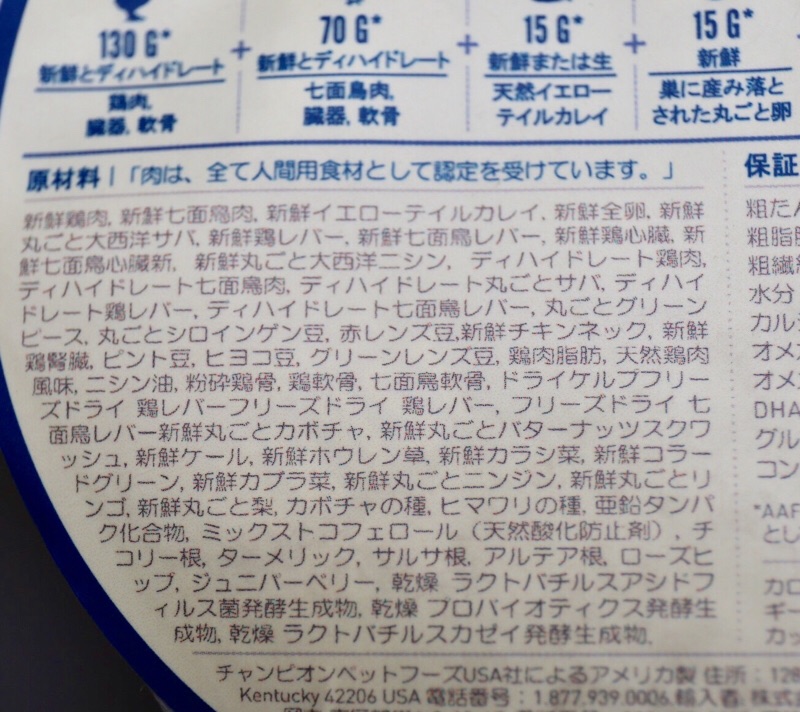 130 G*
新鮮とディハイドレート
鶏肉,
臓器, 軟骨
+
70 G*
新鮮とディハイドレート
七面鳥肉,
臓器, 軟骨
+
15 G*
新鮮または生
天然イエロー
テイルカレイ
+
15 G*
新鮮
巣に産み落と
された丸ごと卵
原材料 | 「肉は、全て人間用食材として認定を受けています。」
新鮮鶏肉, 新鮮七面鳥肉, 新鮮イエローテイルカレイ, 新鮮全卵, 新鮮
丸ごと大西洋サバ, 新鮮鶏レバー, 新鮮七面鳥レバー, 新鮮鶏心臓, 新
鮮七面鳥心臓新, 新鮮丸ごと大西洋ニシン, ディハイドレート鶏肉,
ディハイドレート七面鳥肉, ディハイドレート丸ごとサバ, ディハイ
ドレート鶏レバー, ディハイドレート七面鳥レバー, 丸ごとグリーン
ピース, 丸ごとシロインゲン豆, 赤レンズ豆,新鮮チキンネック, 新鮮
鶏腎臓, ピント豆, ヒヨコ豆, グリーンレンズ豆, 鶏肉脂肪, 天然鶏肉
風味, ニシン油, 粉砕鶏骨, 鶏軟骨, 七面鳥軟骨, ドライケルプフリー
ズドライ 鶏レバーフリーズドライ 鶏レバー, フリーズドライ 七
面鳥レバー新鮮丸ごとカボチャ, 新鮮丸ごとバターナッツスクワ
ッシュ, 新鮮ケール, 新鮮ホウレン草, 新鮮カラシ菜, 新鮮コラー
ドグリーン, 新鮮カブラ菜, 新鮮丸ごとニンジン, 新鮮丸ごとリ
ンゴ, 新鮮丸ごと梨, カボチャの種, ヒマワリの種, 亜鉛タンパ
ク化合物, ミックストコフェロール（天然酸化防止剤）, チ
コリー根, ターメリック, サルサ根, アルテア根, ローズヒ
ップ, ジュニパーベリー, 乾燥 ラクトバチルスアシドフ
ィルス菌発酵生成物, 乾燥 プロバイオティクス発酵生
成物, 乾燥 ラクトバチルスカゼイ発酵生成物.
保証
粗たん
粗脂
粗繊
水分
カル
オメ
オメ
DHA
グル
コン
*AAF
とし
カロ
ギー
カッ
チャンピオンペットフーズUSA社によるアメリカ製 住所：128
Kentucky 42206 USA 電話番号：1.877.939.0006 輸入者: 株式